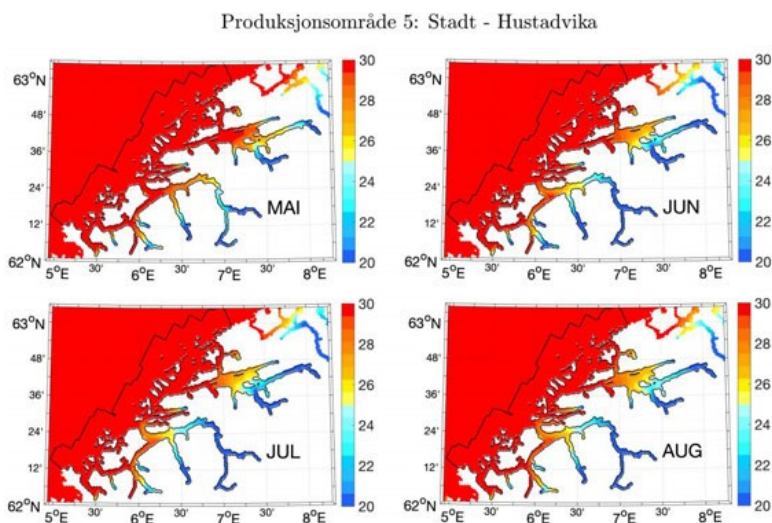 Produksjonsområde 5: Stadt - Hustadvika
63°N
48'
36'
24'
12'
62°N
5°E 30' 6°E 30' 7°E 30' 8°E
MAI
30
28
26
24
22
20
63°N
48'
36'
24'
12'
62°N
5°E 30' 6°E 30' 7°E 30' 8°E
JUN
30
28
26
24
22
20
63°N
48'
36'
24'
12'
62°N
5°E 30' 6°E 30' 7°E 30' 8°E
JUL
30
28
26
24
22
20
63°N
48'
36'
24'
12'
62°N
5°E 30' 6°E 30' 7°E 30' 8°E
AUG
30
28
26
24
22
20